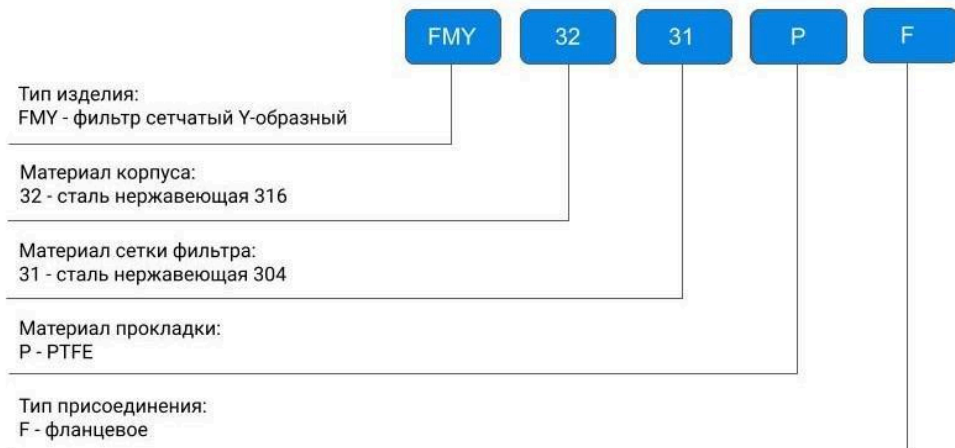 FMY 32 31 P F
Тип изделия:
FMY - фильтр сетчатый Y-образный
Материал корпуса:
32 - сталь нержавеющая 316
Материал сетки фильтра:
31 - сталь нержавеющая 304
Материал прокладки:
P - PTFE
Тип присоединения:
F - фланцевое